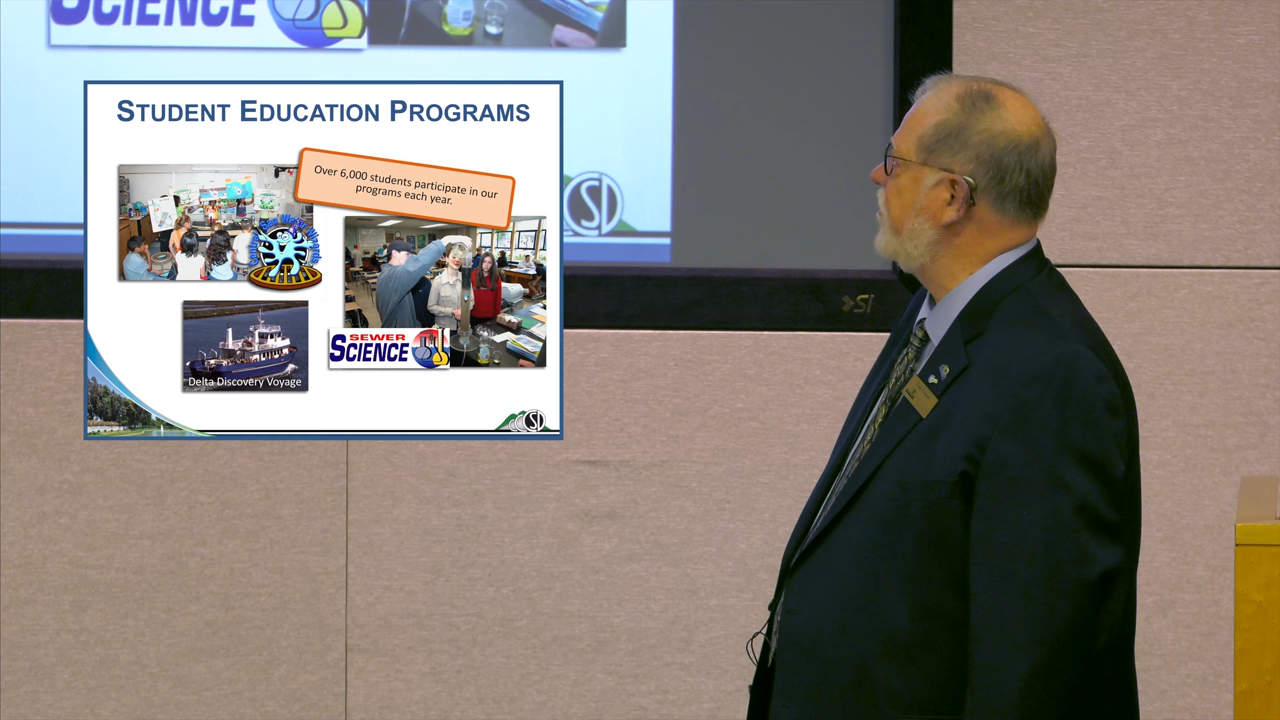 SCIENCE
STUDENT EDUCATION PROGRAMS
Over 6,000 students participate in our
programs each year.
SEWER
SCIENCE
Delta Discovery Voyage